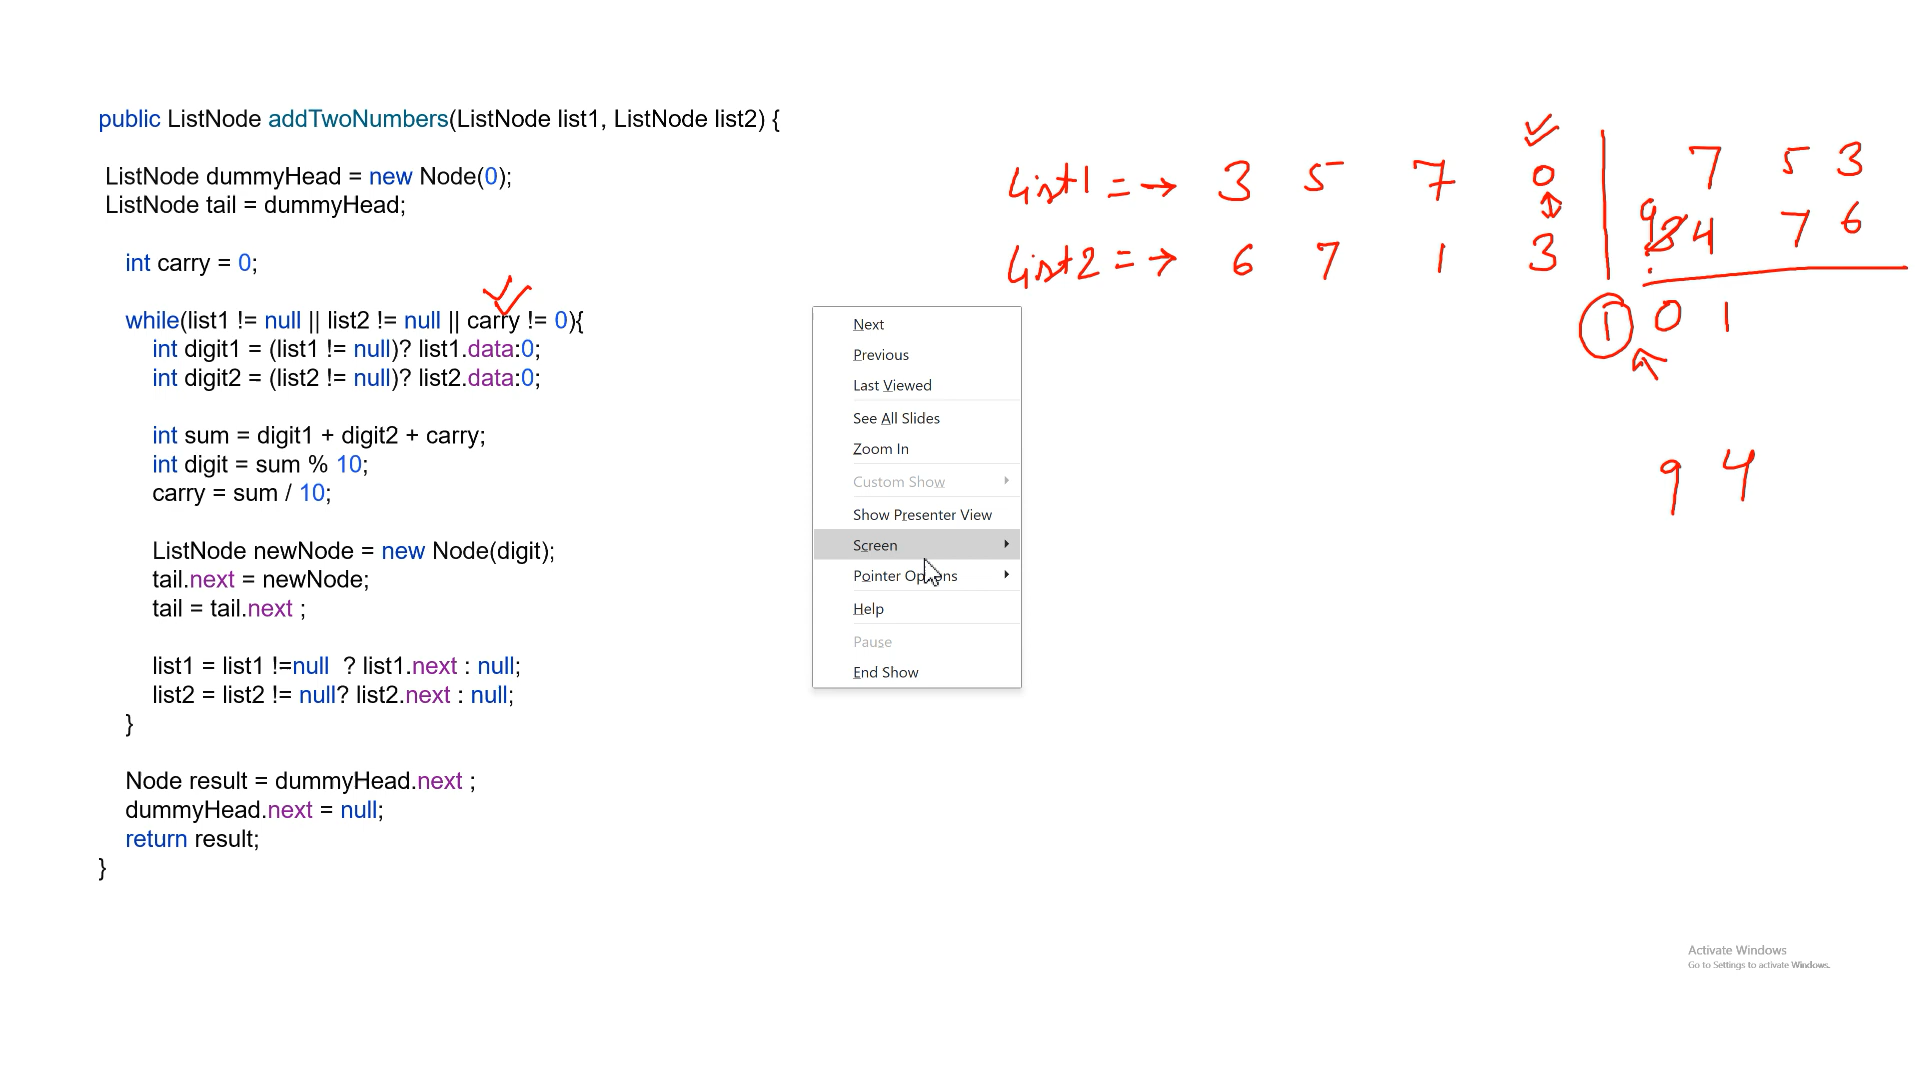 public ListNode addTwoNumbers(ListNode list1, ListNode list2) {
ListNode dummyHead = new Node(0);
ListNode tail = dummyHead;
int carry = 0;
while(list1 != null || list2 != null || carry != 0){
int digit1 = (list1 != null)? list1.data:0;
int digit2 = (list2 != null)? list2.data:0;
int sum = digit1 + digit2 + carry;
int digit = sum % 10;
carry = sum / 10;
ListNode newNode = new Node(digit);
tail.next = newNode;
tail = tail.next ;
list1 = list1 !=null ? list1.next : null;
list2 = list2 != null? list2.next : null;
}
Node result = dummyHead.next ;
dummyHead.next = null;
return result;
}
list1 = → 3 5 7 0
list2 = → 6 7 1 3
7 5 3
9 4 7 6
1 0 1
9 4
Next
Previous
Last Viewed
See All Slides
Zoom In
Custom Show
Show Presenter View
Screen
Pointer Options
Help
Pause
End Show
Activate Windows
Go to Settings to activate Windows.